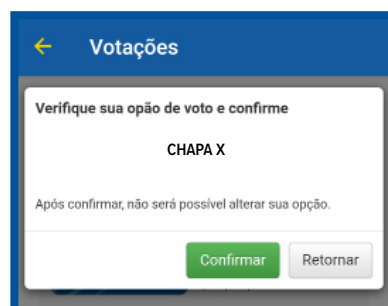 Votações
Verifique sua opão de voto e confirme
CHAPA X
Após confirmar, não será possível alterar sua opção.
Confirmar Retornar